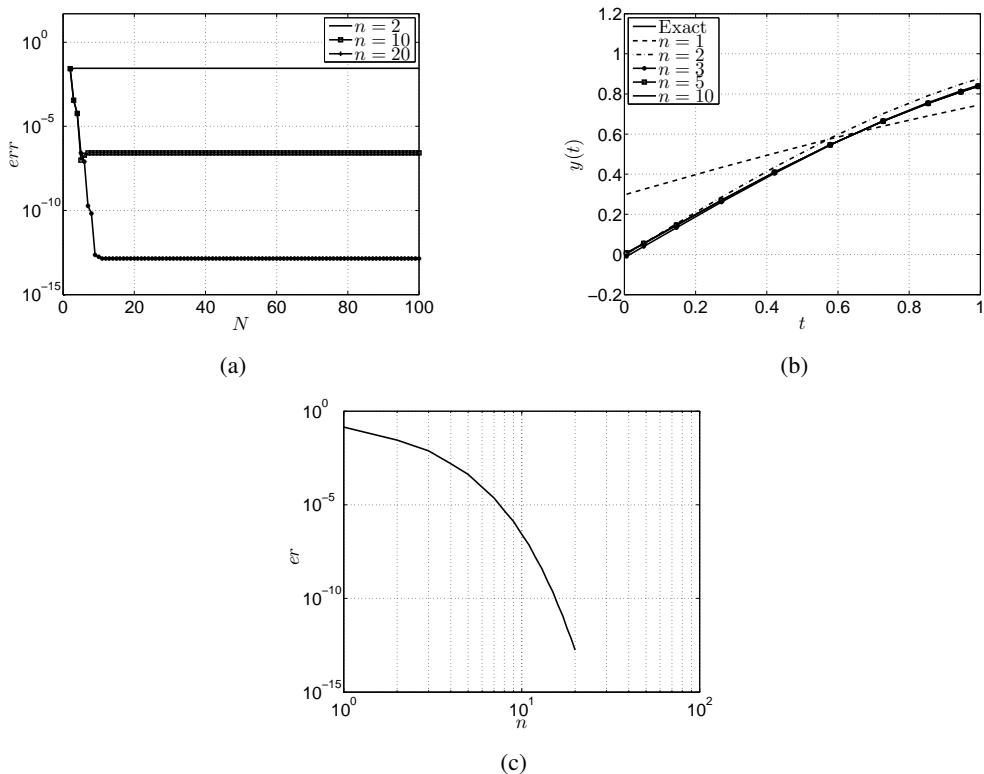 10^0
10^-5
10^-10
10^-15
err
0 20 40 60 80 100
N
n = 2
n = 10
n = 20
(a)
1.2
1
0.8
0.6
0.4
0.2
0
−0.2
y(t)
0 0.2 0.4 0.6 0.8 1
t
Exact
n = 1
n = 2
n = 3
n = 5
n = 10
(b)
10^0
10^-5
10^-10
10^-15
er
10^0 10^1 10^2
n
(c)